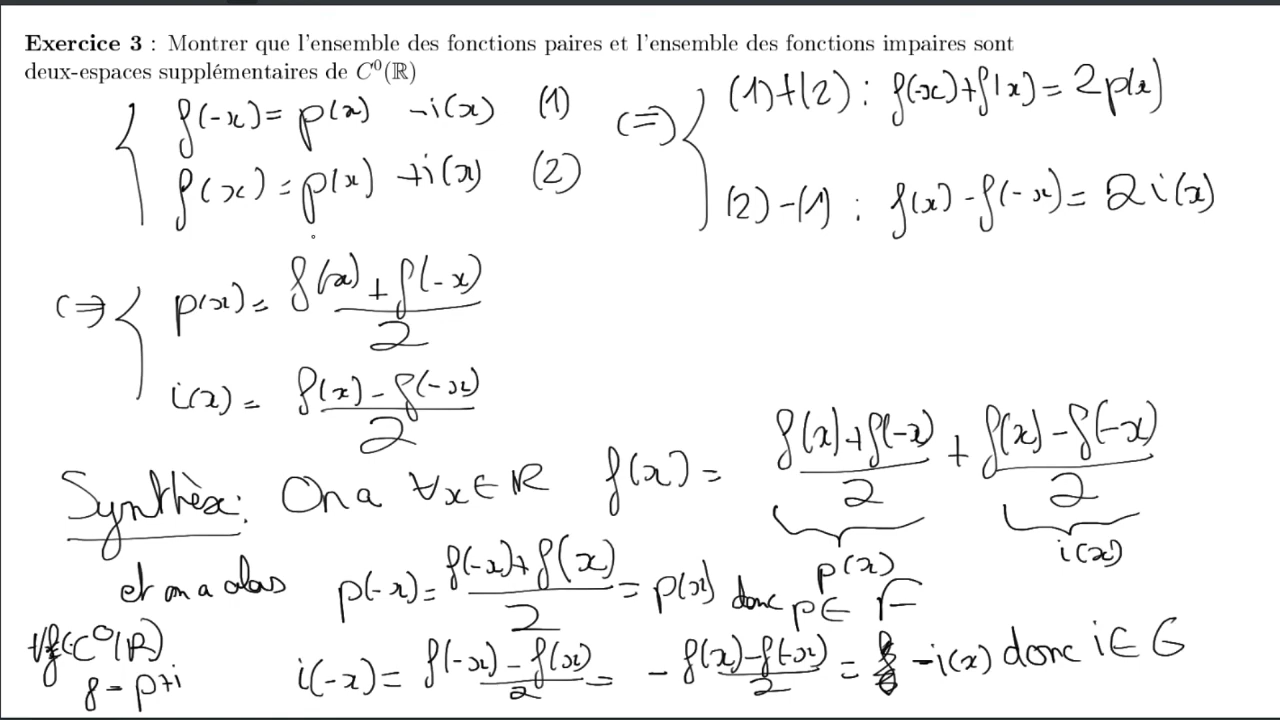 Exercice 3 : Montrer que l'ensemble des fonctions paires et l'ensemble des fonctions impaires sont
deux-espaces supplémentaires de C⁰(ℝ)
{ f(-x) = p(x) - i(x) (1)
f(x) = p(x) + i(x) (2)
(=) { (1)+(2) : f(-x)+f(x) = 2p(x)
(2)-(1) : f(x) - f(-x) = 2i(x)
(=) { p(x) = (f(x) + f(-x))/2
i(x) = (f(x) - f(-x))/2
Synthèse: On a ∀x∈ℝ f(x) = (f(x)+f(-x))/2 + (f(x)-f(-x))/2
p(x) i(x)
et on a alors p(-x) = (f(-x)+f(x))/2 = p(x) donc p ∈ F
i(-x) = (f(-x) - f(x))/2 = - (f(x)-f(-x))/2 = -i(x) donc i ∈ G
∀f∈C⁰(ℝ)
f = p+i